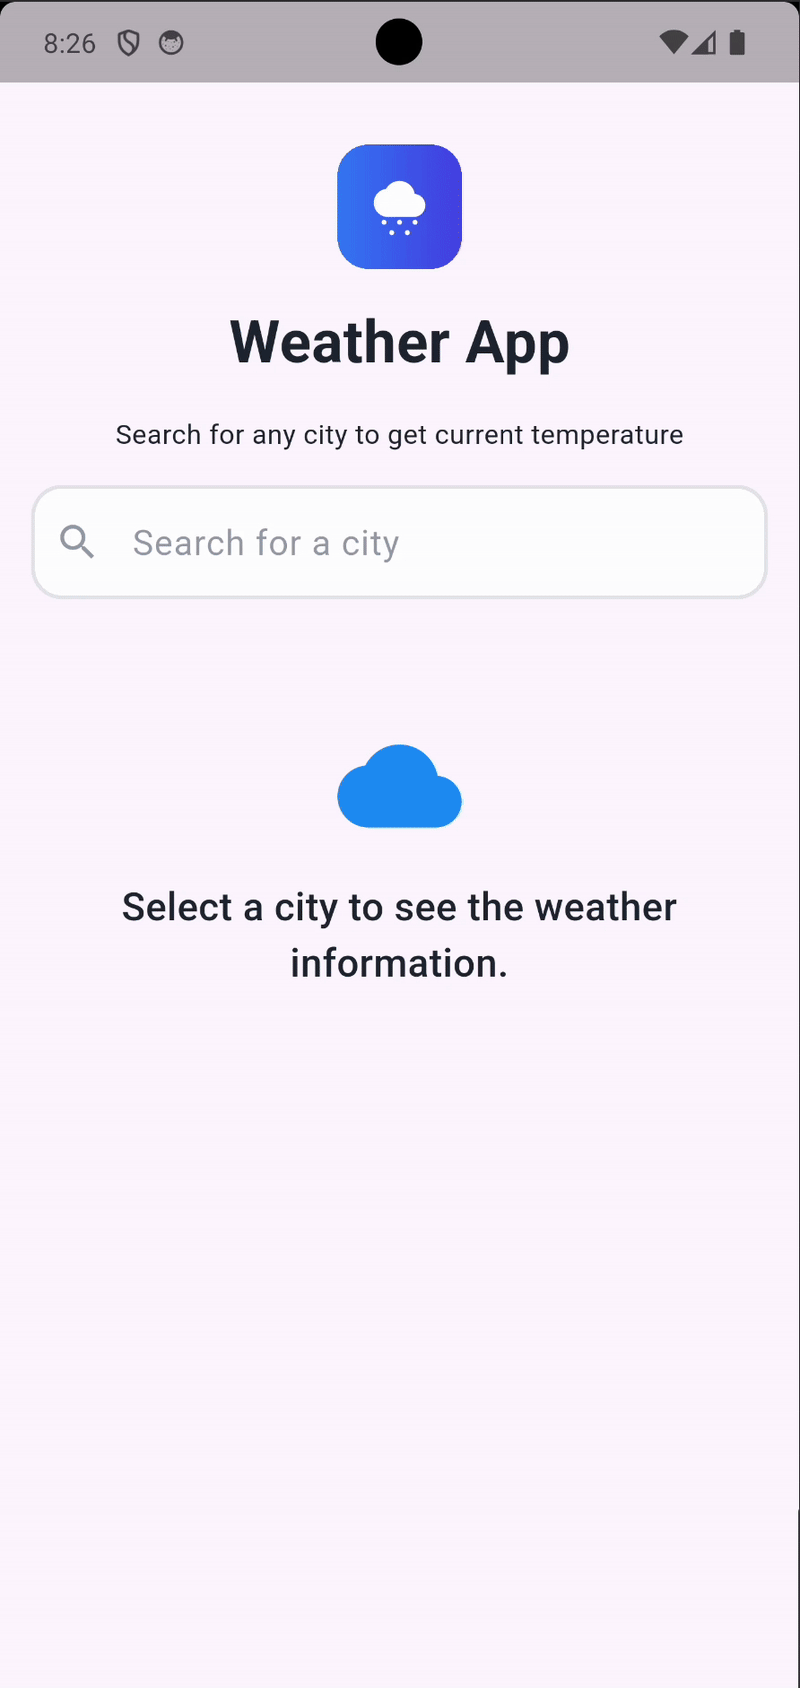 8:26
Weather App
Search for any city to get current temperature
Search for a city
Select a city to see the weather
information.